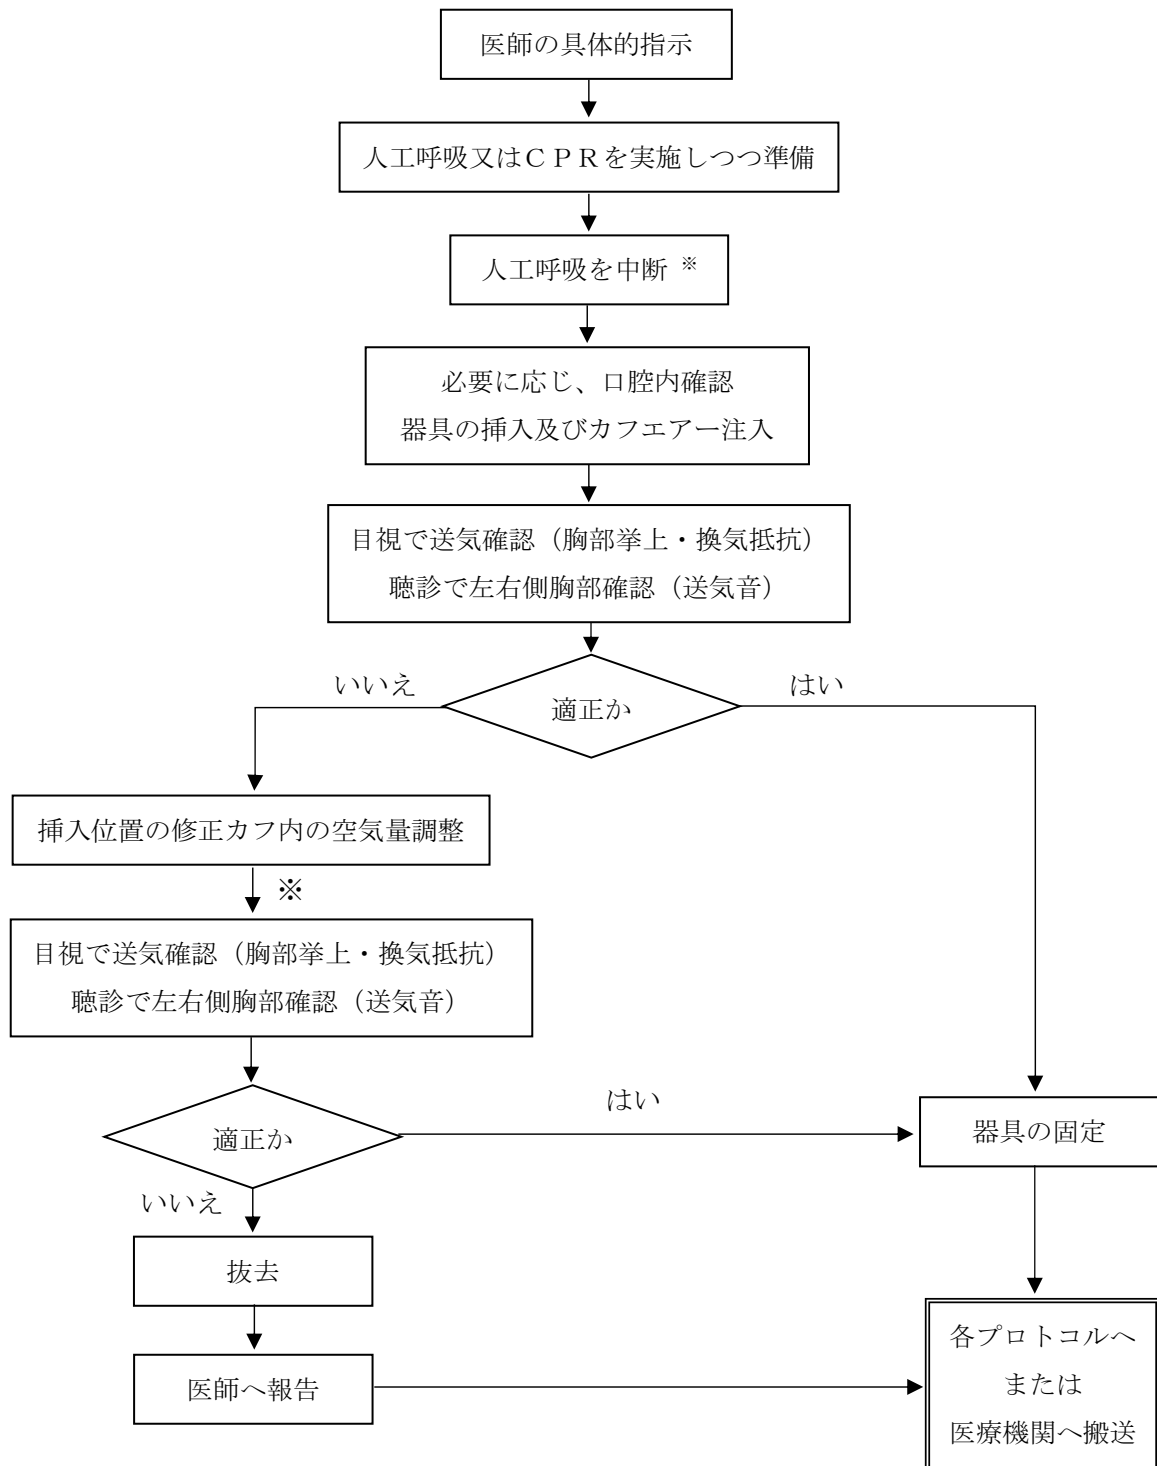 医師の具体的指示
人工呼吸又はＣＰＲを実施しつつ準備
人工呼吸を中断 ※
必要に応じ、口腔内確認
器具の挿入及びカフエアー注入
目視で送気確認（胸部挙上・換気抵抗）
聴診で左右側胸部確認（送気音）
いいえ
はい
適正か
挿入位置の修正カフ内の空気量調整
※
目視で送気確認（胸部挙上・換気抵抗）
聴診で左右側胸部確認（送気音）
はい
適正か
器具の固定
いいえ
抜去
医師へ報告
各プロトコルへ
または
医療機関へ搬送